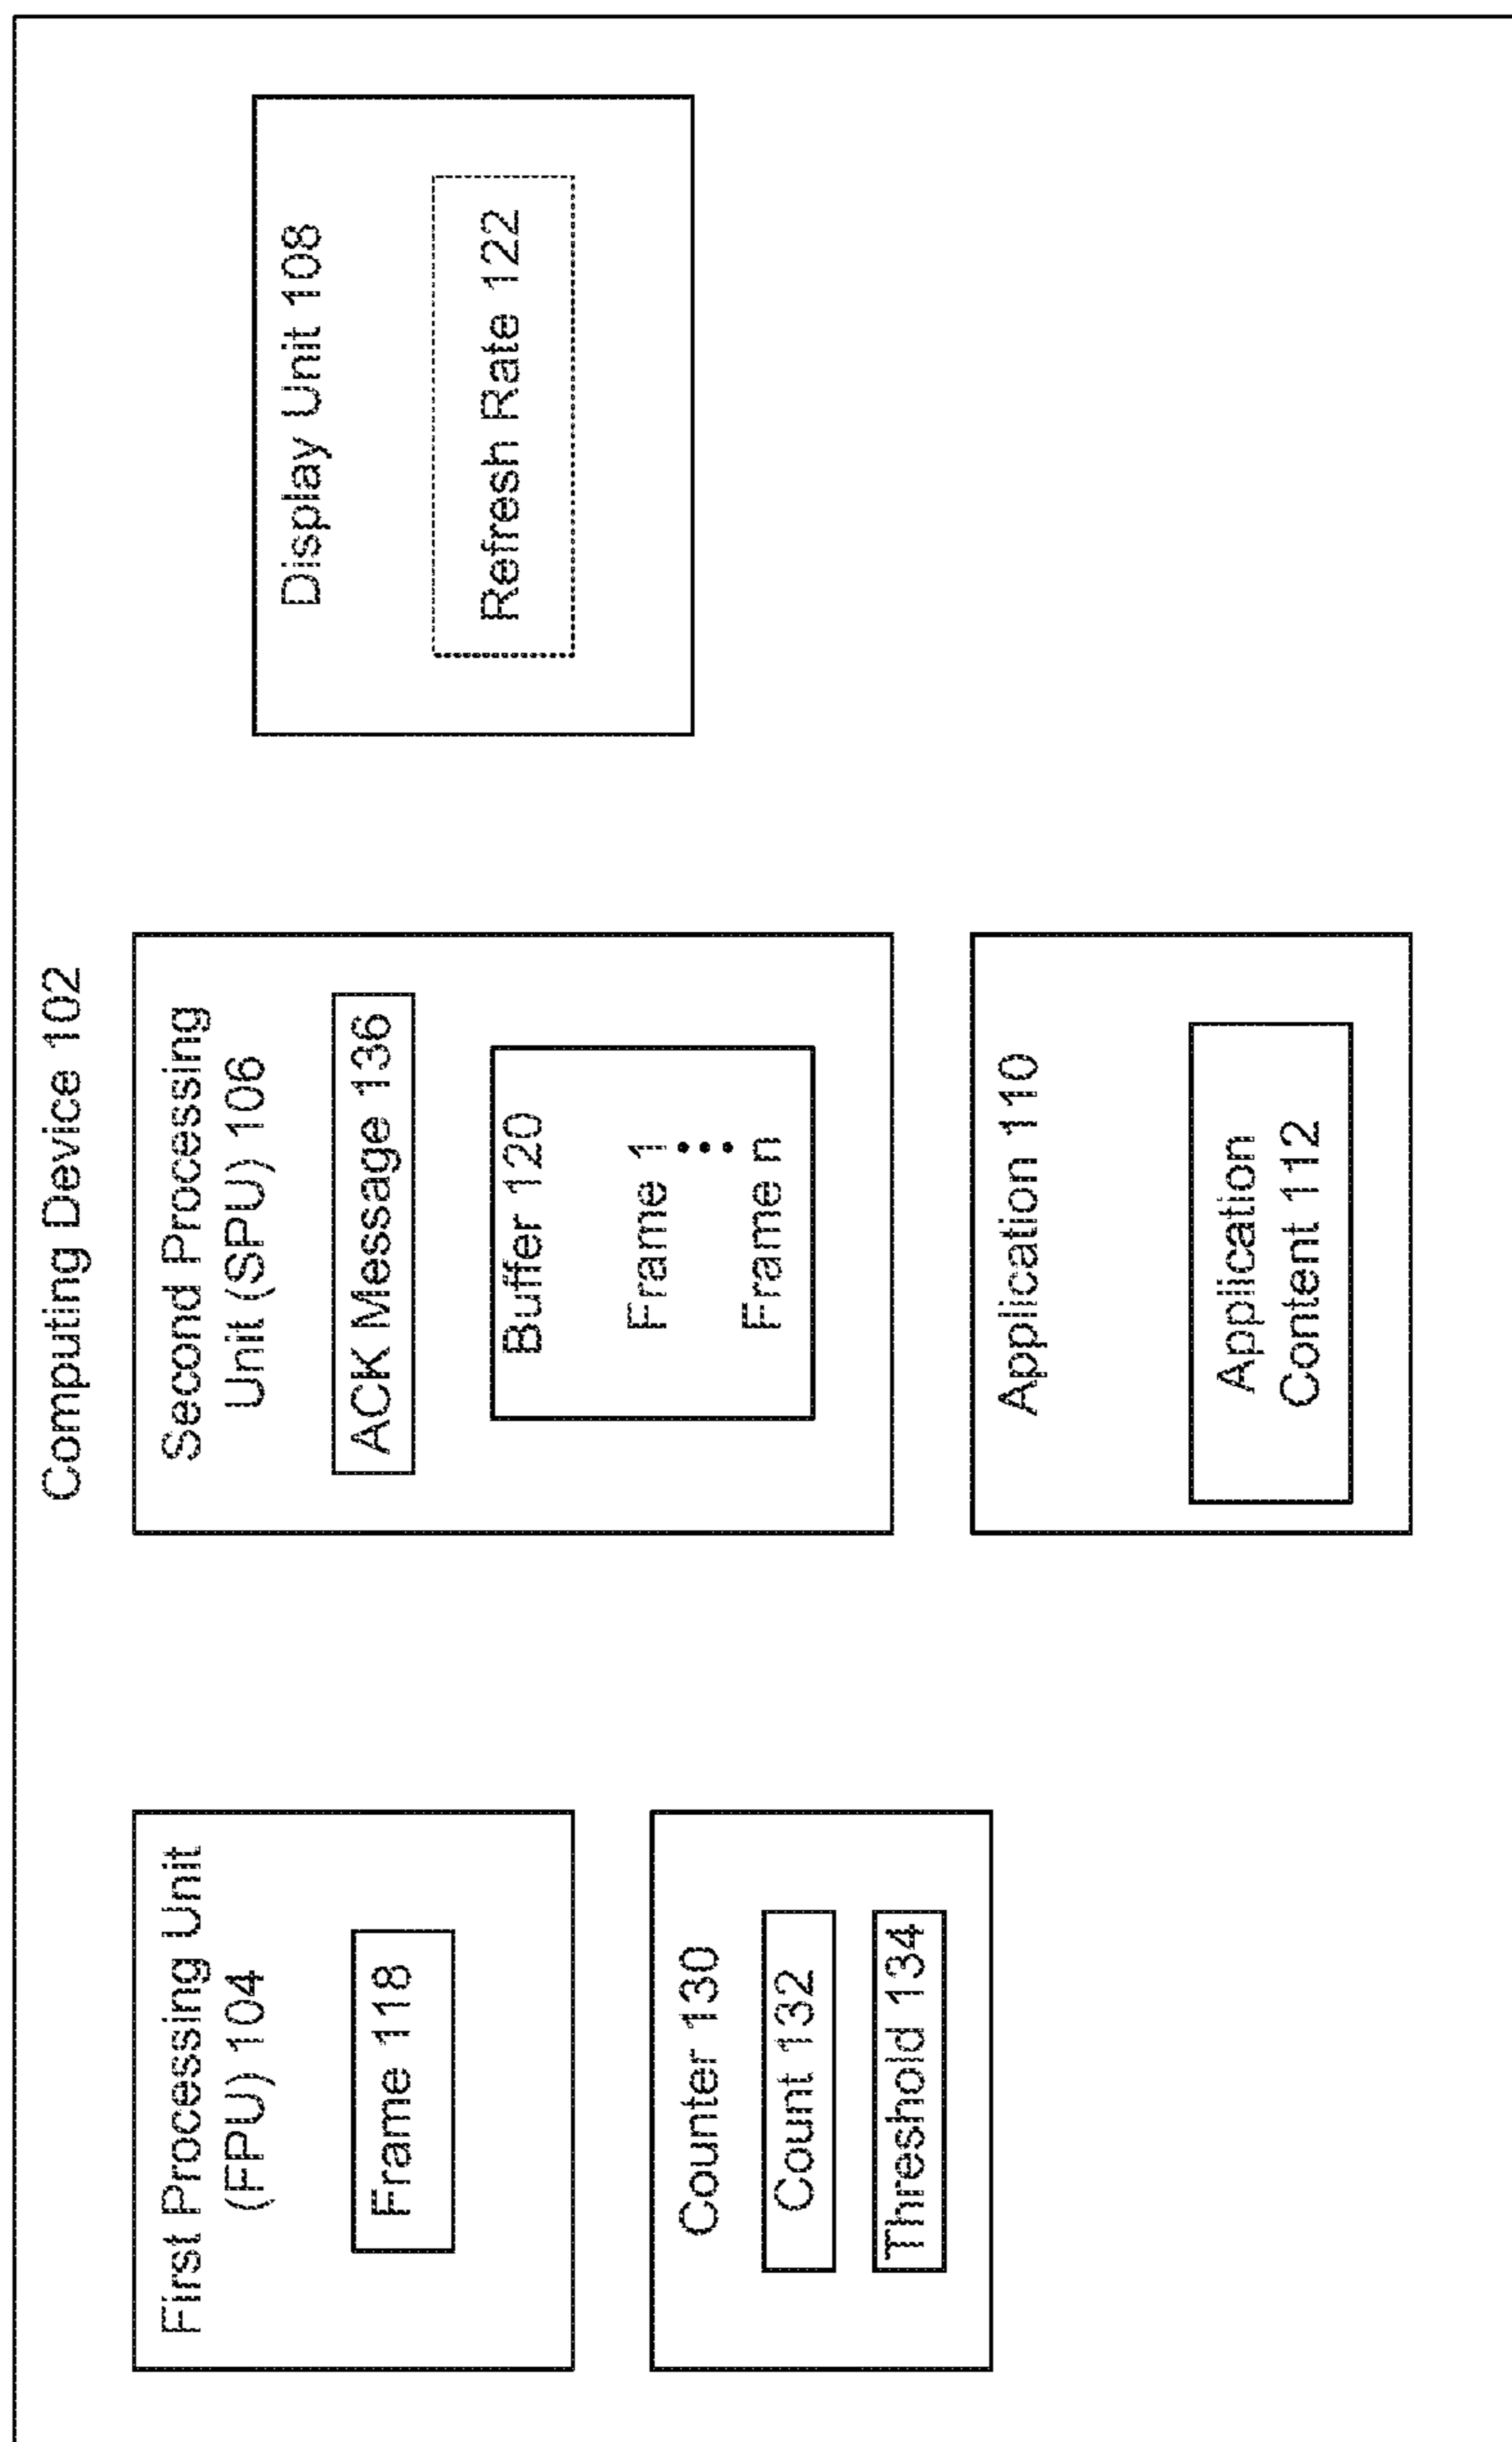 Computing Device 102
First Processing Unit
(FPU) 104
Frame 118
Counter 130
Count 132
Threshold 134
Second Processing
Unit (SPU) 106
ACK Message 136
Buffer 120
Frame 1
Frame n
Application 110
Application
Content 112
Display Unit 108
Refresh Rate 122